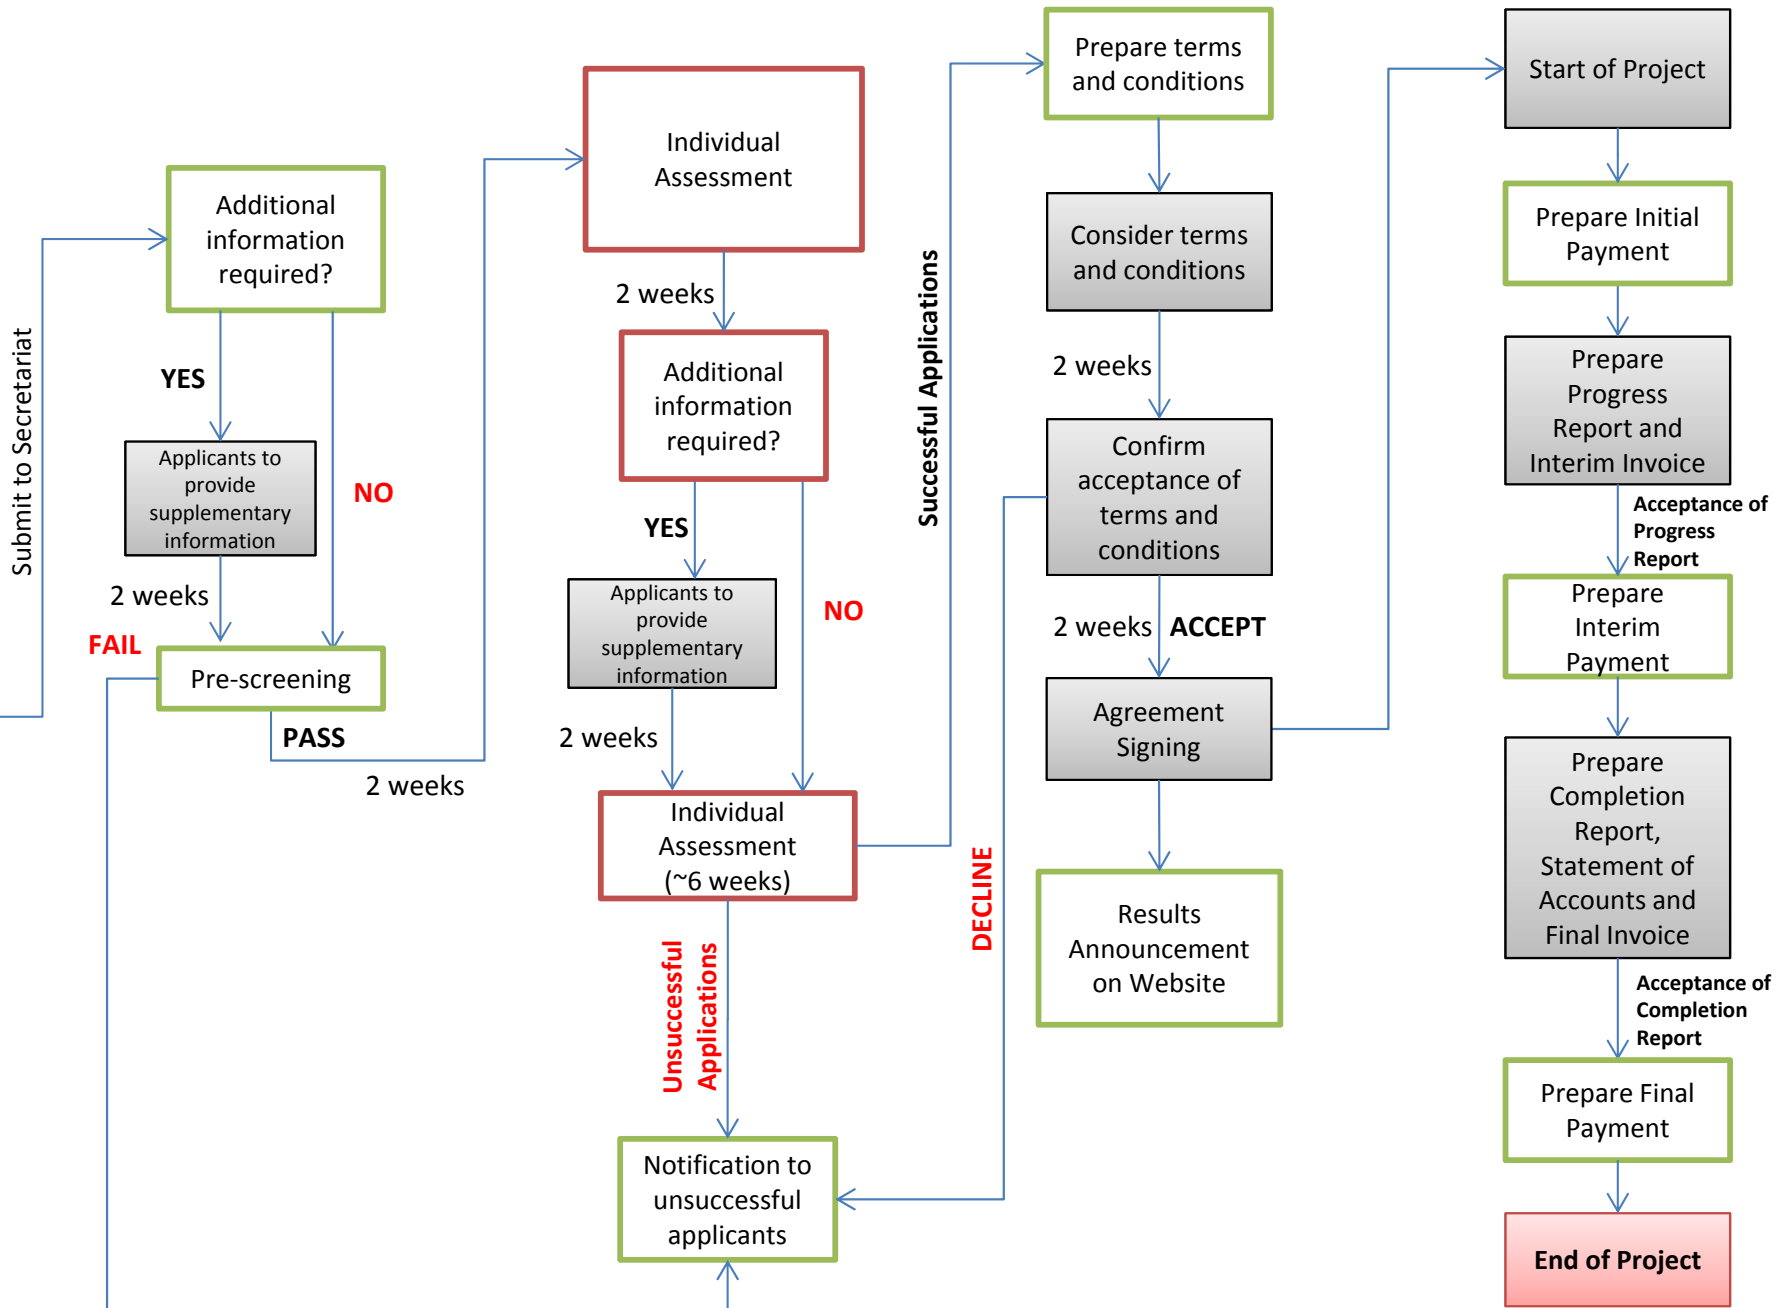 Submit to Secretariat
Additional
information
required?
YES
NO
Applicants to
provide
supplementary
information
2 weeks
FAIL
Pre-screening
PASS
2 weeks
Individual
Assessment
2 weeks
Additional
information
required?
YES
NO
Applicants to
provide
supplementary
information
2 weeks
Individual
Assessment
(~6 weeks)
Unsuccessful
Applications
Notification to
unsuccessful
applicants
Successful Applications
Prepare terms
and conditions
Consider terms
and conditions
2 weeks
Confirm
acceptance of
terms and
conditions
2 weeks
ACCEPT
DECLINE
Agreement
Signing
Results
Announcement
on Website
Start of Project
Prepare Initial
Payment
Prepare
Progress
Report and
Interim Invoice
Acceptance of
Progress
Report
Prepare
Interim
Payment
Prepare
Completion
Report,
Statement of
Accounts and
Final Invoice
Acceptance of
Completion
Report
Prepare Final
Payment
End of Project